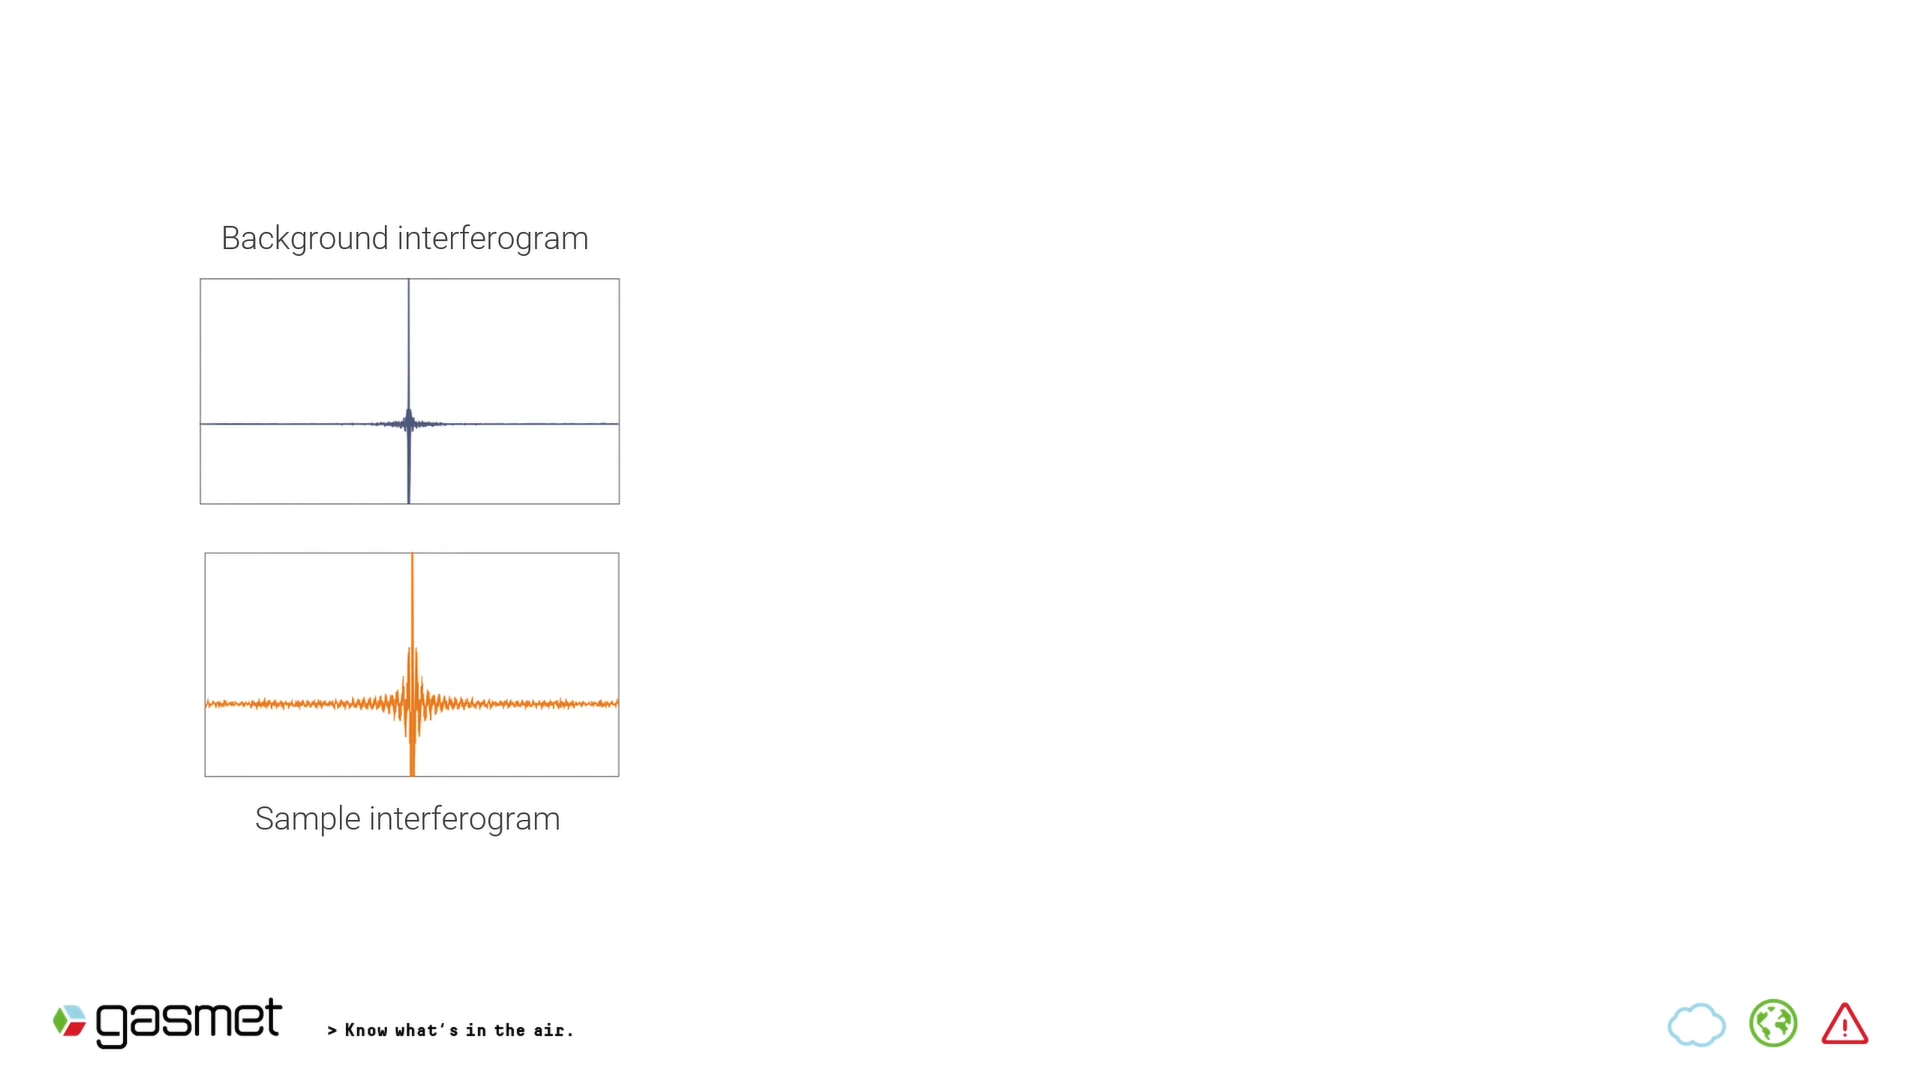 Background interferogram
Sample interferogram
gasmet
> Know what's in the air.